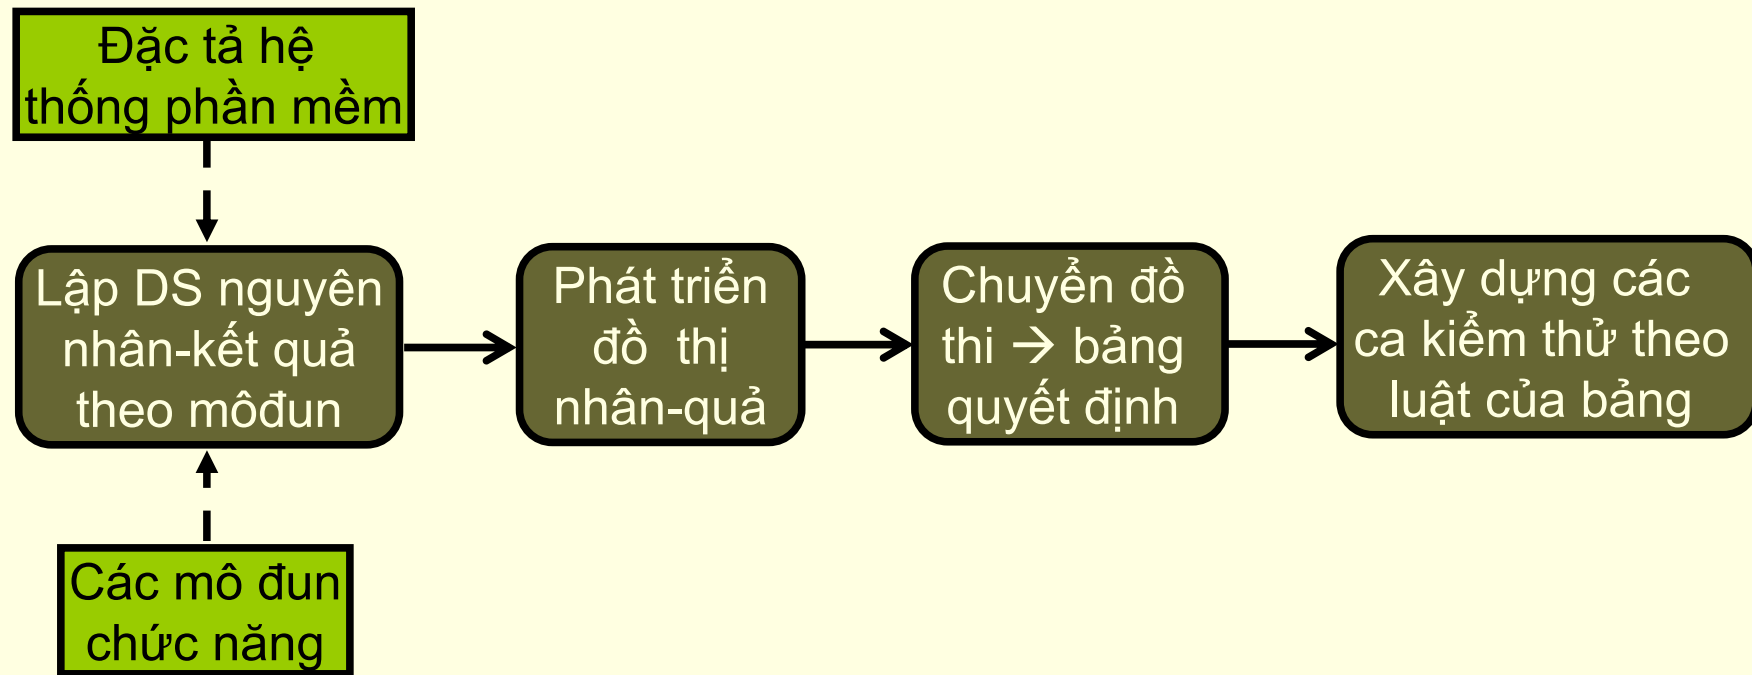 Đặc tả hệ
thống phần mềm
Lập DS nguyên
nhân-kết quả
theo môđun
Phát triển
đồ thị
nhân-quả
Chuyển đồ
thi → bảng
quyết định
Xây dựng các
ca kiểm thử theo
luật của bảng
Các mô đun
chức năng